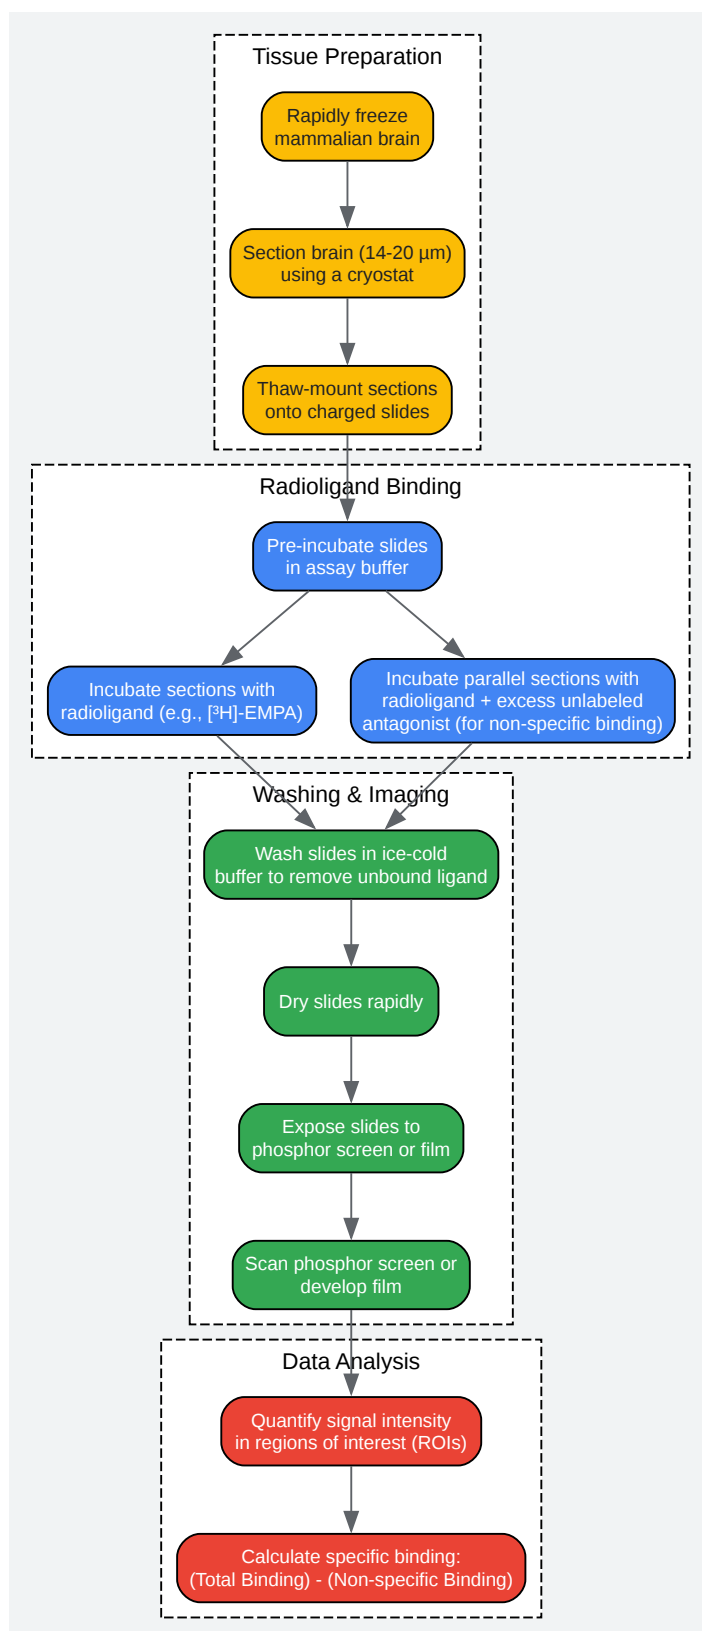 Tissue Preparation
Rapidly freeze
mammalian brain
Section brain (14-20 µm)
using a cryostat
Thaw-mount sections
onto charged slides
Radioligand Binding
Pre-incubate slides
in assay buffer
Incubate sections with
radioligand (e.g., [³H]-EMPA)
Incubate parallel sections with
radioligand + excess unlabeled
antagonist (for non-specific binding)
Washing & Imaging
Wash slides in ice-cold
buffer to remove unbound ligand
Dry slides rapidly
Expose slides to
phosphor screen or film
Scan phosphor screen or
develop film
Data Analysis
Quantify signal intensity
in regions of interest (ROIs)
Calculate specific binding:
(Total Binding) - (Non-specific Binding)